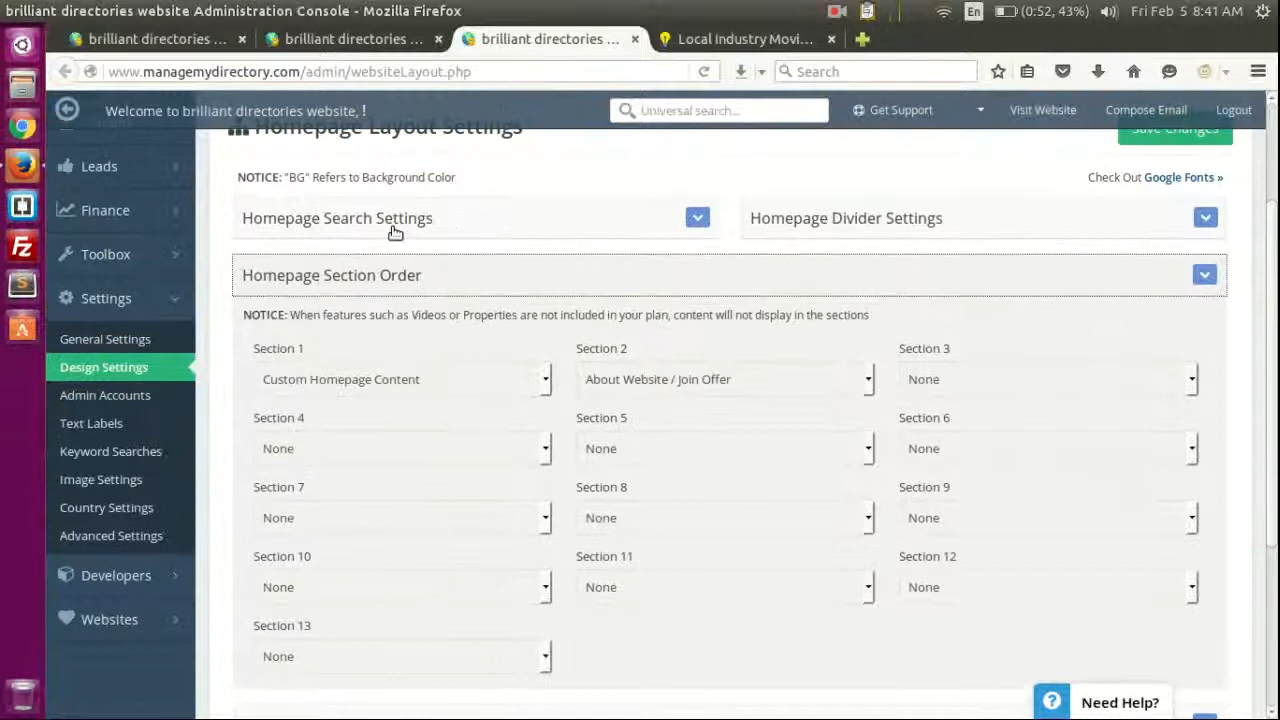 brilliant directories website Administration Console - Mozilla Firefox
En (0:52, 43%) Fri Feb 5 8:41 AM
brilliant directories ... × brilliant directories ... × brilliant directories ... × Local Industry Movi... ×
www.managemydirectory.com/admin/websiteLayout.php Search
Welcome to brilliant directories website, ! Universal search... Get Support Visit Website Compose Email Logout
Homepage Layout Settings Save Changes
NOTICE: "BG" Refers to Background Color Check Out Google Fonts »
Homepage Search Settings Homepage Divider Settings
Homepage Section Order
NOTICE: When features such as Videos or Properties are not included in your plan, content will not display in the sections
Section 1 Section 2 Section 3
Custom Homepage Content About Website / Join Offer None
Section 4 Section 5 Section 6
None None None
Section 7 Section 8 Section 9
None None None
Section 10 Section 11 Section 12
None None None
Section 13
None
Leads
Finance
Toolbox
Settings
General Settings
Design Settings
Admin Accounts
Text Labels
Keyword Searches
Image Settings
Country Settings
Advanced Settings
Developers
Websites
? Need Help?